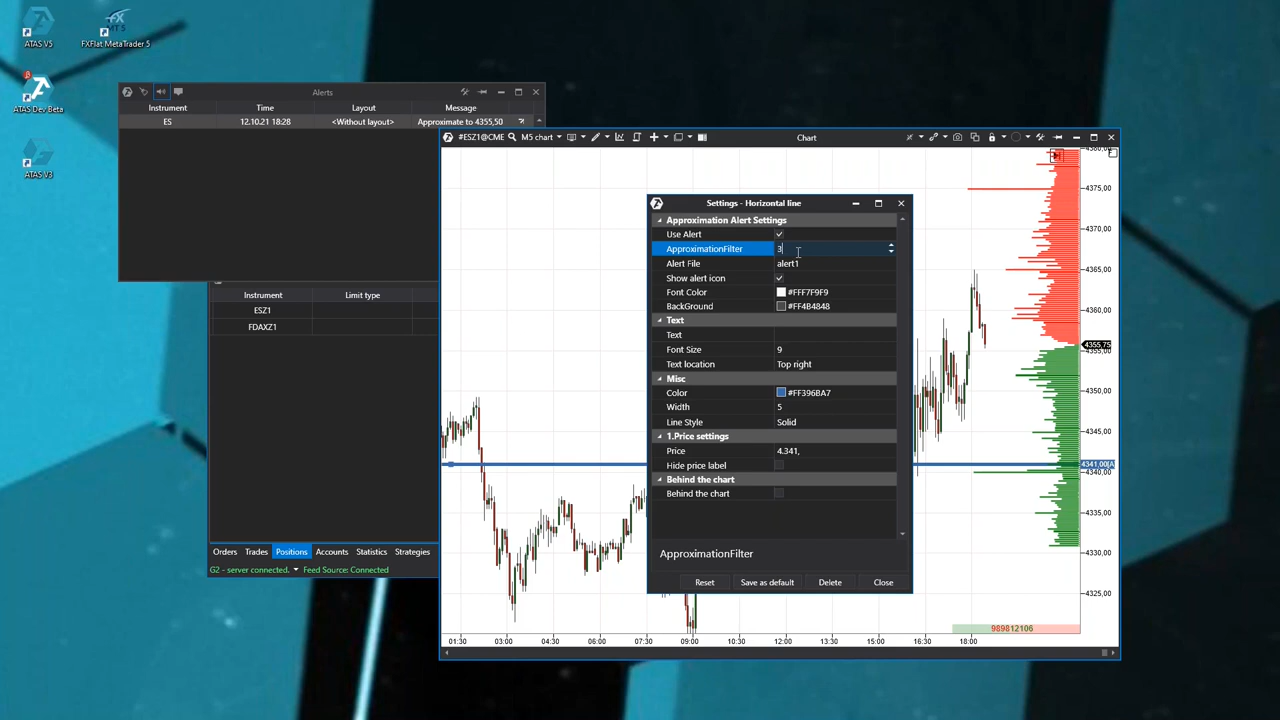 ATAS V5
FX
MT 5
FXFlat MetaTrader 5
β
ATAS Dev Beta
ATAS V3
Alerts
Instrument Time Layout Message
ES 12.10.21 18:28 <Without layout> Approximate to 4355,50
Instrument Limit type
ESZ1
FDAXZ1
Orders Trades Positions Accounts Statistics Strategies
G2 - server connected. Feed Source: Connected
#ESZ1@CME M5 chart Chart
F
4380,00
4375,00
4370,00
4365,00
4360,00
4355,75
4355,00
4350,00
4345,00
4341,00[A
4340,00
4335,00
4330,00
4325,00
989812106
01:30 03:00 04:30 06:00 07:30 09:00 10:30 12:00 13:30 15:00 16:30 18:00
Settings - Horizontal line
Approximation Alert Settings
Use Alert
ApproximationFilter 3
Alert File alert1
Show alert icon
Font Color #FFF7F9F9
BackGround #FF4B4848
Text
Text
Font Size 9
Text location Top right
Misc
Color #FF396BA7
Width 5
Line Style Solid
1.Price settings
Price 4.341,
Hide price label
Behind the chart
Behind the chart
ApproximationFilter
Reset Save as default Delete Close